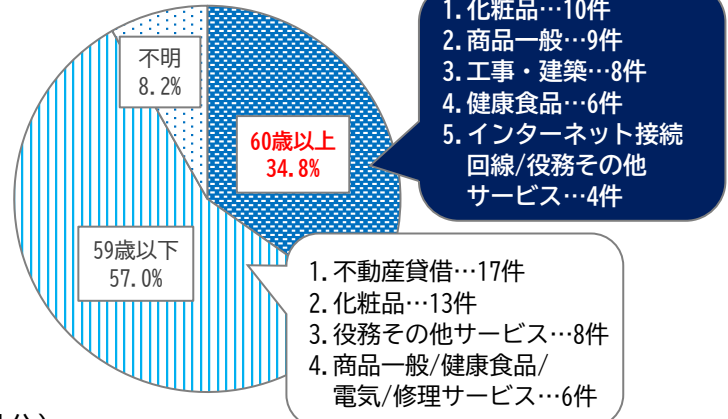 不明
8.2%
60歳以上
34.8%
59歳以下
57.0%
1.化粧品…10件
2.商品一般…9件
3.工事・建築…8件
4.健康食品…6件
5.インターネット接続
回線/役務その他
サービス…4件
1.不動産貸借…17件
2.化粧品…13件
3.役務その他サービス…8件
4.商品一般/健康食品/
電気/修理サービス…6件